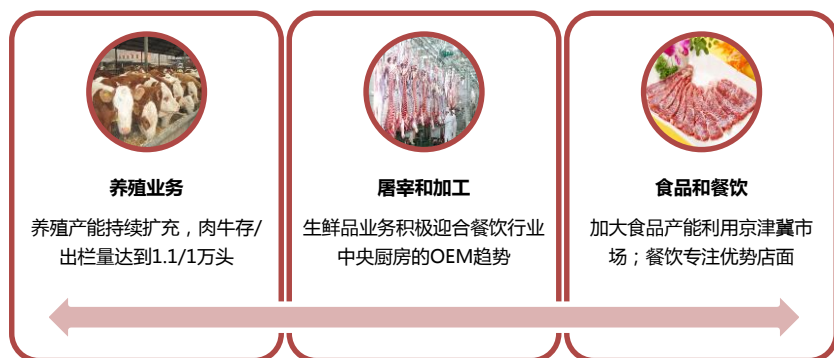 养殖业务
养殖产能持续扩充，肉牛存/
出栏量达到1.1/1万头
屠宰和加工
生鲜品业务积极迎合餐饮行业
中央厨房的OEM趋势
食品和餐饮
加大食品产能利用京津冀市
场；餐饮专注优势店面